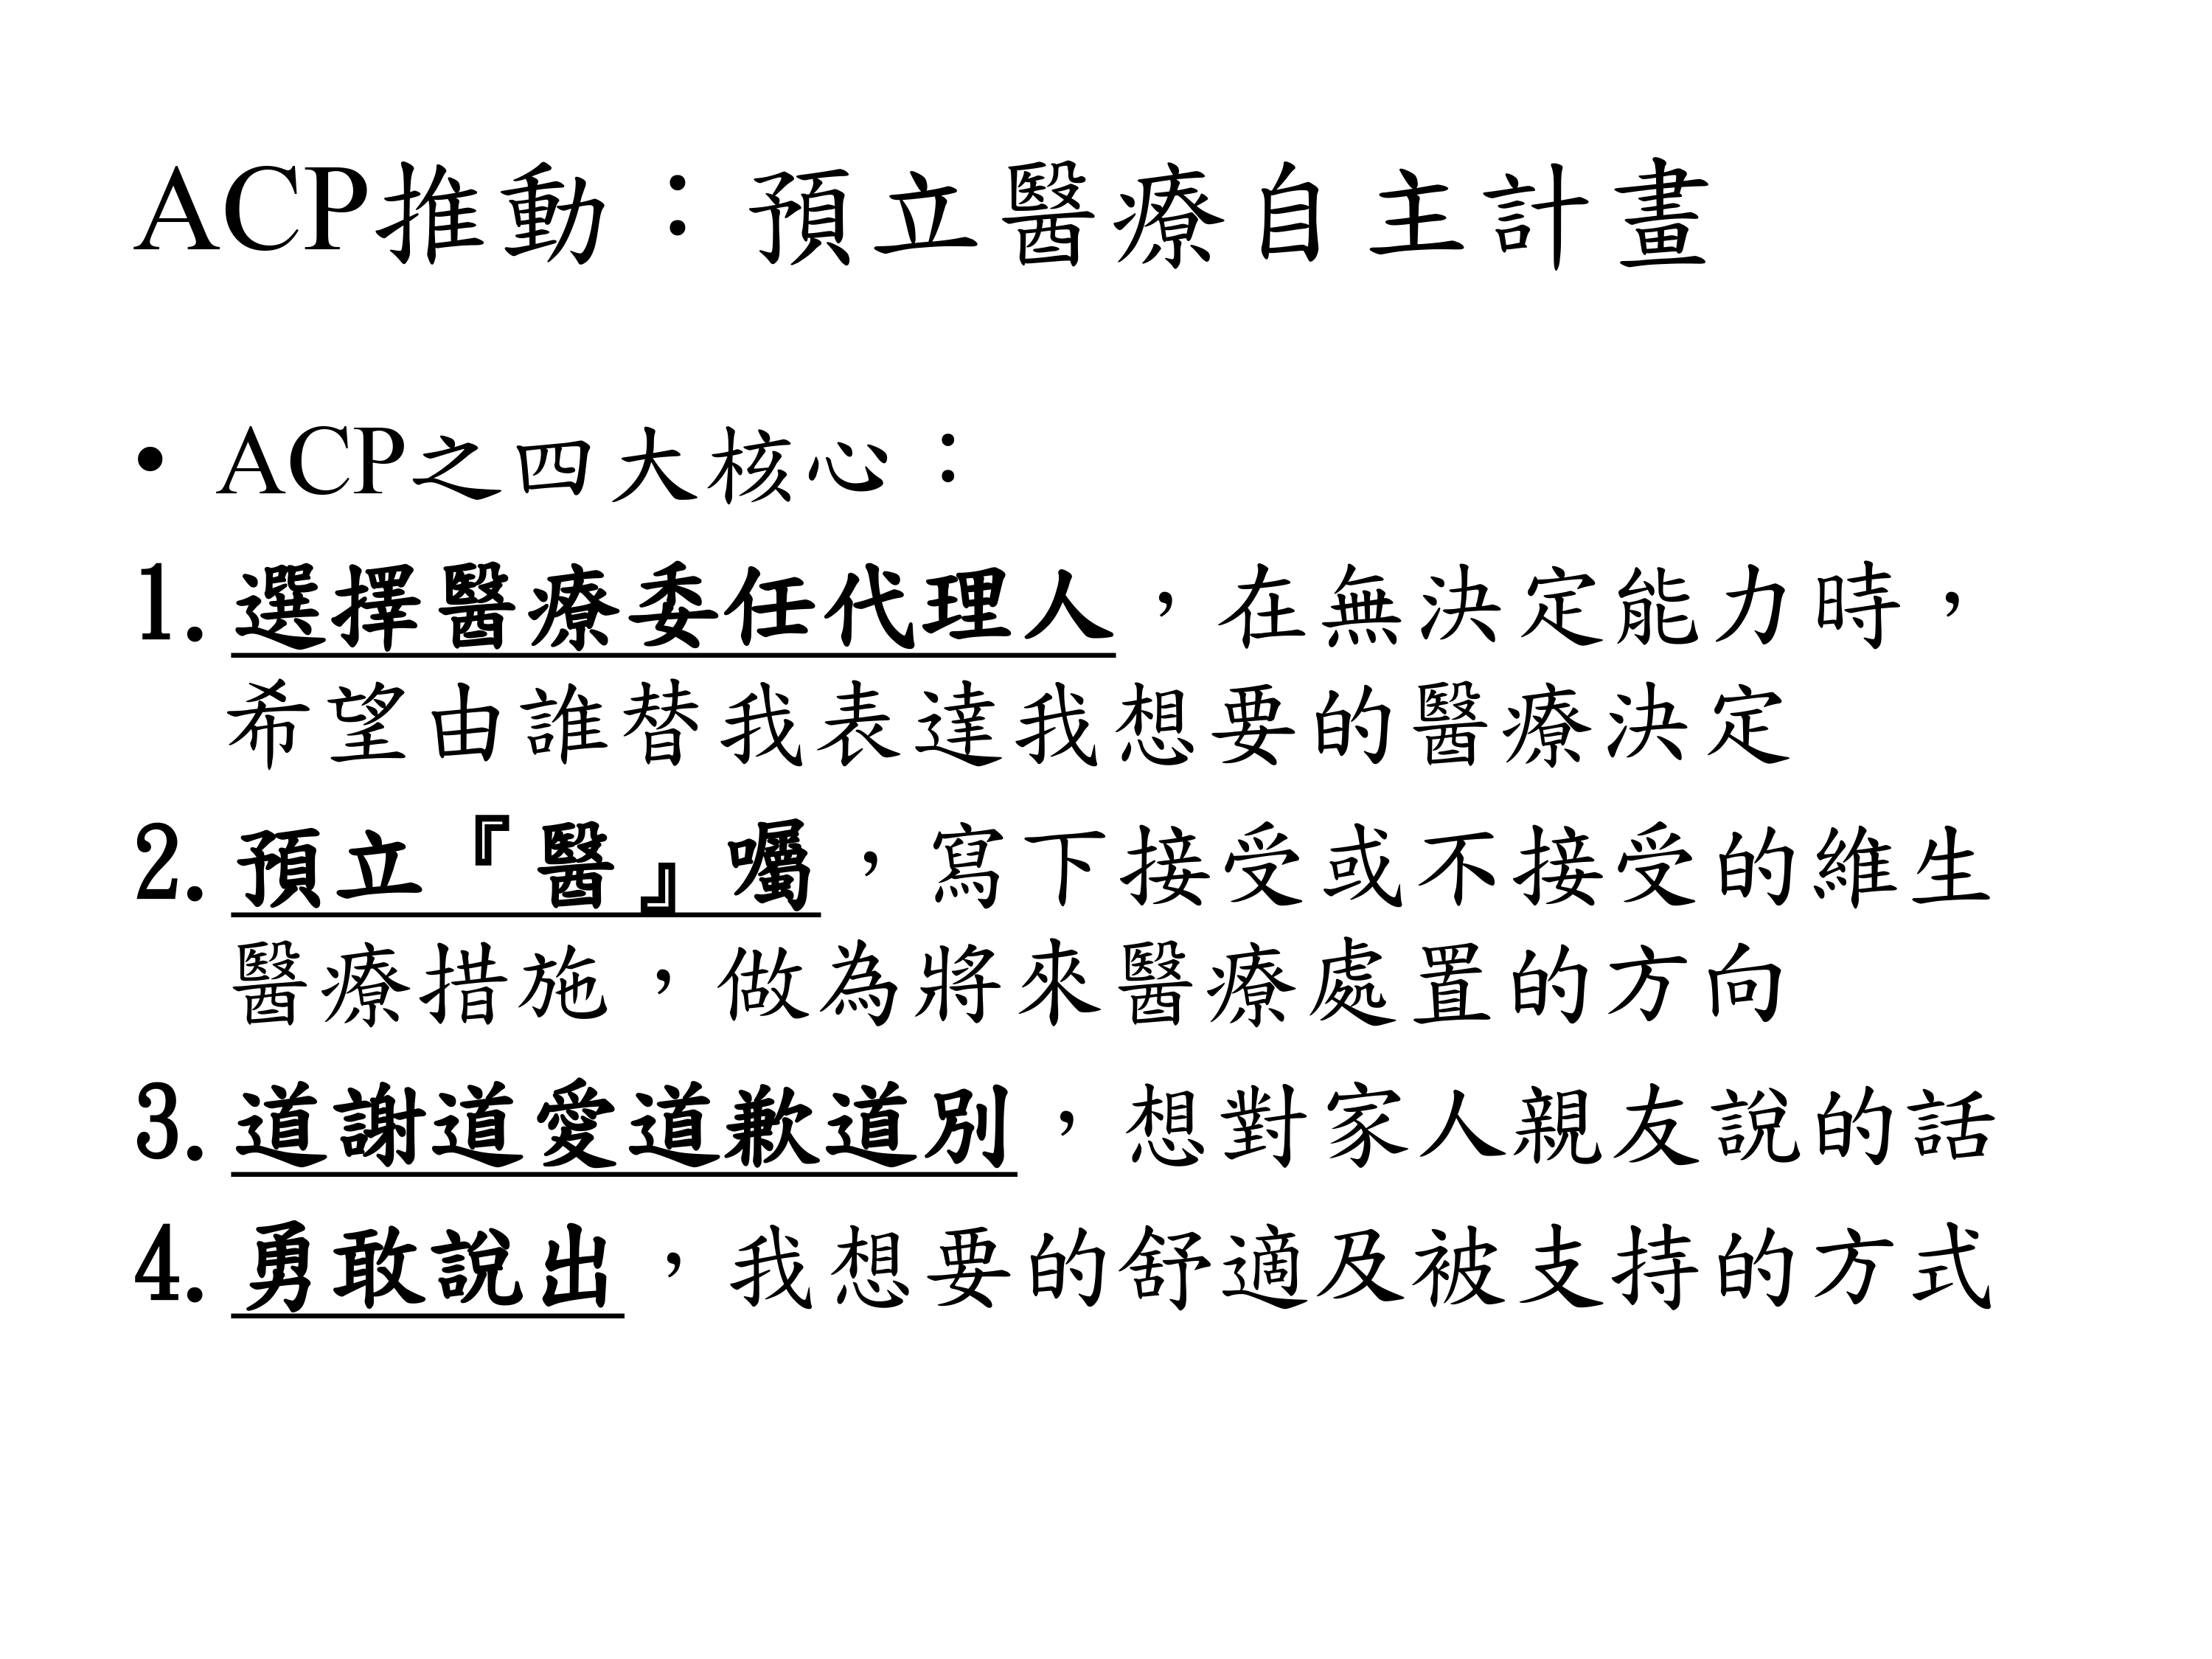 ACP推動：預立醫療自主計畫
• ACP之四大核心：
1. 選擇醫療委任代理人，在無決定能力時，
希望由誰替我表達我想要的醫療決定
2. 預立『醫』囑，寫下接受或不接受的維生
醫療措施，做為將來醫療處置的方向
3. 道謝道愛道歉道別，想對家人親友說的話
4. 勇敢說出，我想要的舒適及被支持的方式